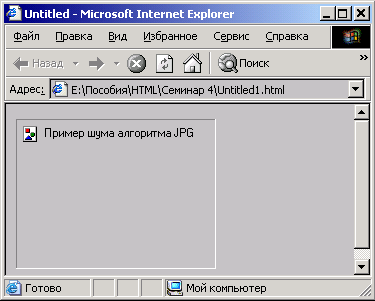 Untitled - Microsoft Internet Explorer
Файл Правка Вид Избранное Сервис Справка
Назад Поиск »
Адрес: E:\Пособия\HTML\Семинар 4\Untitled1.html
Пример шума алгоритма JPG
Готово Мой компьютер